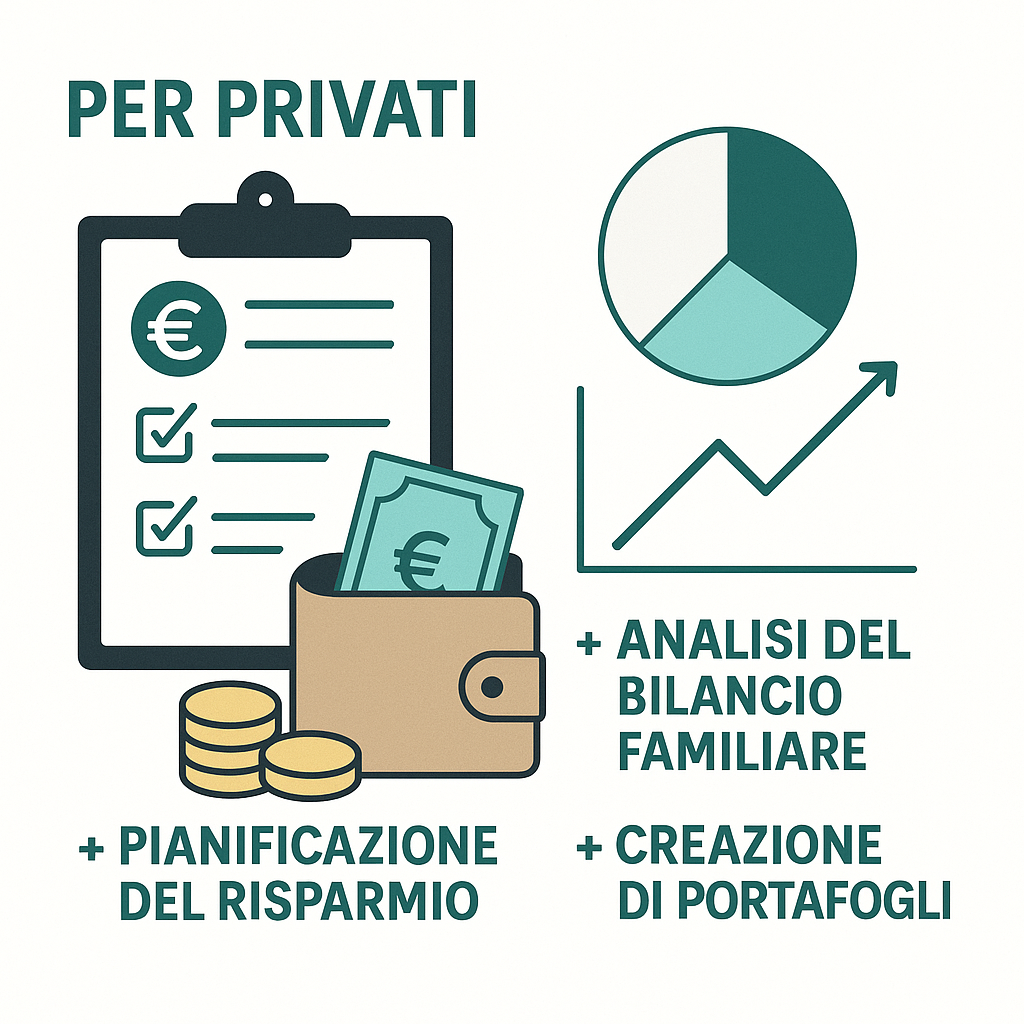 PER PRIVATI
€
€
+ ANALISI DEL
BILANCIO
FAMILIARE
+ PIANIFICAZIONE
DEL RISPARMIO
+ CREAZIONE
DI PORTAFOGLI